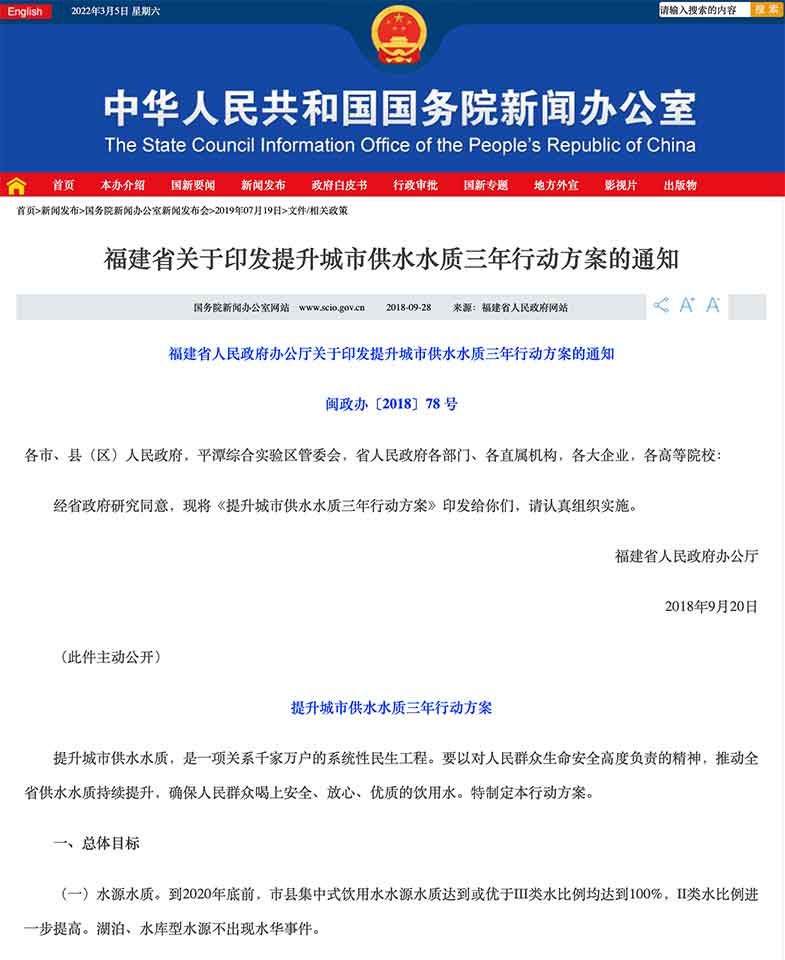 English 2022年3月5日 星期六 请输入搜索的内容 搜 索
中华人民共和国国务院新闻办公室
The State Council Information Office of the People's Republic of China
首页 本办介绍 国新要闻 新闻发布 政府白皮书 行政审批 国新专题 地方外宣 影视片 出版物
首页>新闻发布>国务院新闻办公室新闻发布会>2019年07月19日>文件/相关政策
福建省关于印发提升城市供水水质三年行动方案的通知
国务院新闻办公室网站 www.scio.gov.cn 2018-09-28 来源：福建省人民政府网站 A+ A-
福建省人民政府办公厅关于印发提升城市供水水质三年行动方案的通知
闽政办〔2018〕78 号
各市、县（区）人民政府，平潭综合实验区管委会，省人民政府各部门、各直属机构，各大企业，各高等院校：
经省政府研究同意，现将《提升城市供水水质三年行动方案》印发给你们，请认真组织实施。
福建省人民政府办公厅
2018年9月20日
（此件主动公开）
提升城市供水水质三年行动方案
提升城市供水水质，是一项关系千家万户的系统性民生工程。要以对人民群众生命安全高度负责的精神，推动全
省供水水质持续提升，确保人民群众喝上安全、放心、优质的饮用水。特制定本行动方案。
一、总体目标
（一）水源水质。到2020年底前，市县集中式饮用水水源水质达到或优于III类水比例均达到100%，II类水比例进
一步提高。湖泊、水库型水源不出现水华事件。